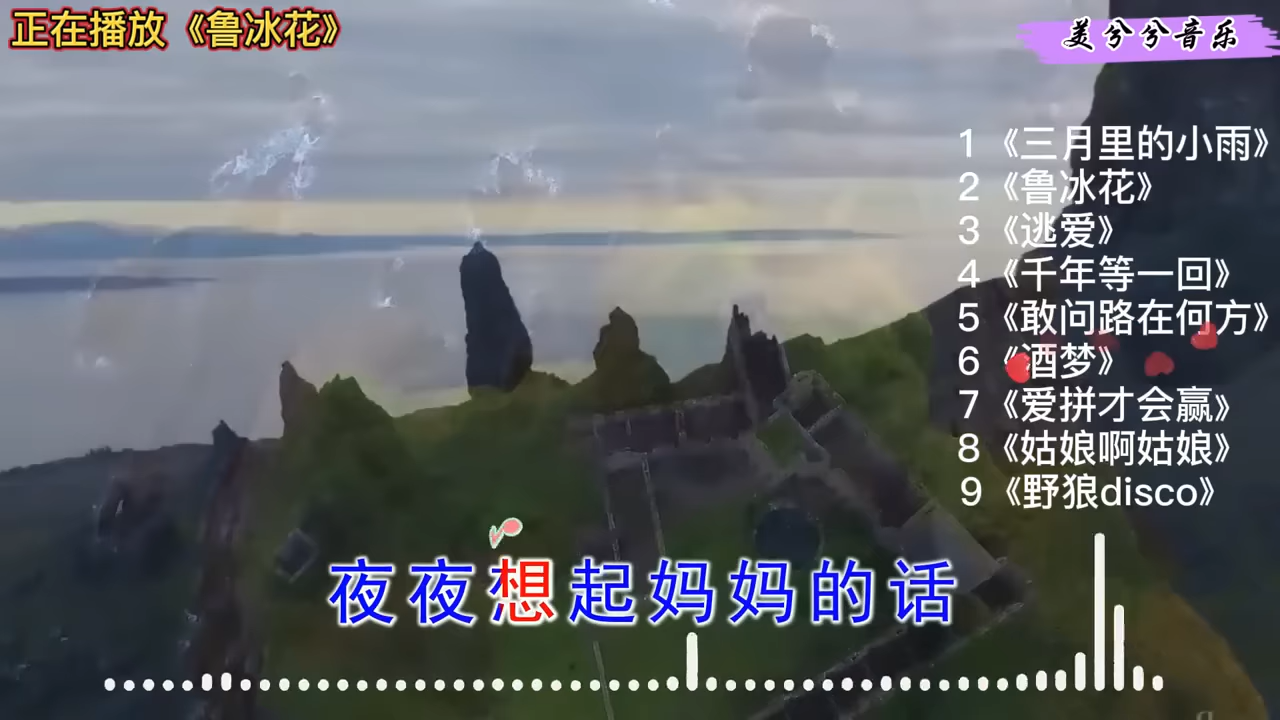 正在播放《鲁冰花》
美兮兮音乐
1《三月里的小雨》
2《鲁冰花》
3《逃爱》
4《千年等一回》
5《敢问路在何方》
6《酒梦》
7《爱拼才会赢》
8《姑娘啊姑娘》
9《野狼disco》
夜夜想起妈妈的话